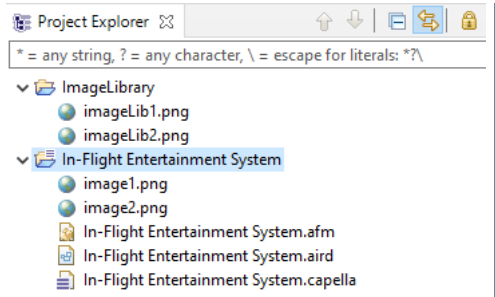 Project Explorer
* = any string, ? = any character, \ = escape for literals: *?\
ImageLibrary
imageLib1.png
imageLib2.png
In-Flight Entertainment System
image1.png
image2.png
In-Flight Entertainment System.afm
In-Flight Entertainment System.aird
In-Flight Entertainment System.capella